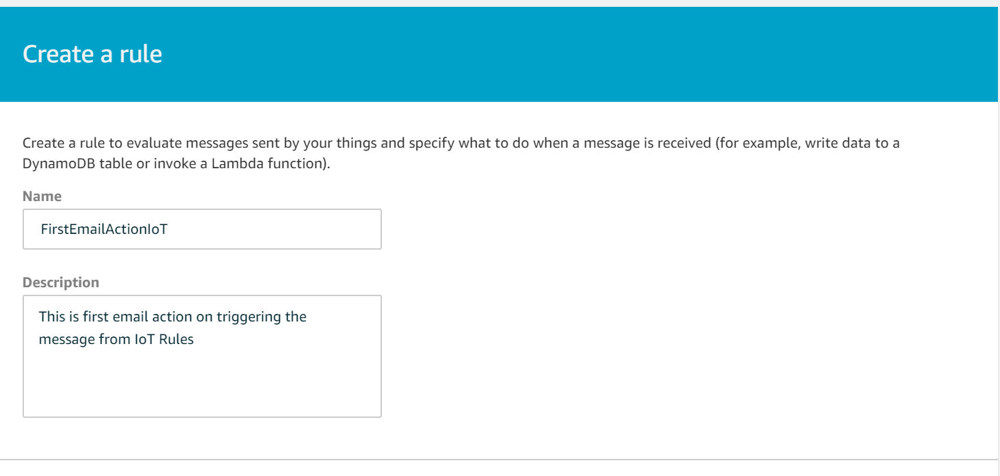 Create a rule
Create a rule to evaluate messages sent by your things and specify what to do when a message is received (for example, write data to a
DynamoDB table or invoke a Lambda function).
Name
FirstEmailActionIoT
Description
This is first email action on triggering the
message from IoT Rules